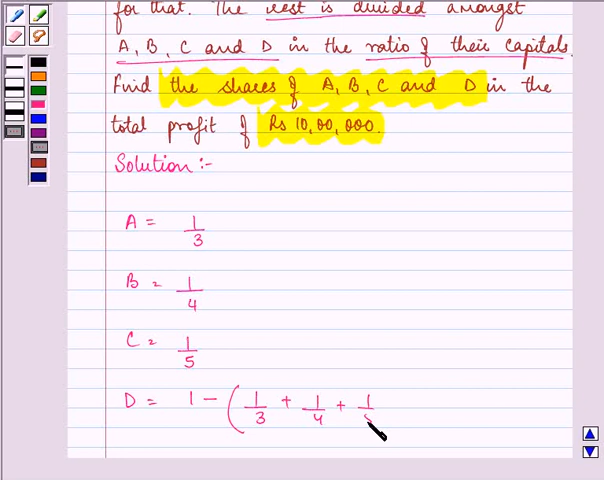 for that. The rest is divided amongst
A, B, C and D in the ratio of their capitals.
Find the shares of A, B, C and D in the
total profit of Rs 10,00,000.
Solution :-
A = 1/3
B = 1/4
C = 1/5
D = 1 - ( 1/3 + 1/4 + 1/